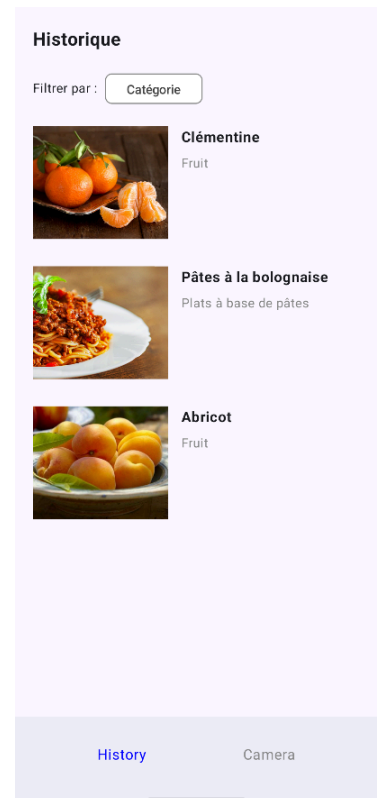 Historique
Filtrer par : Catégorie
Clémentine
Fruit
Pâtes à la bolognaise
Plats à base de pâtes
Abricot
Fruit
History Camera